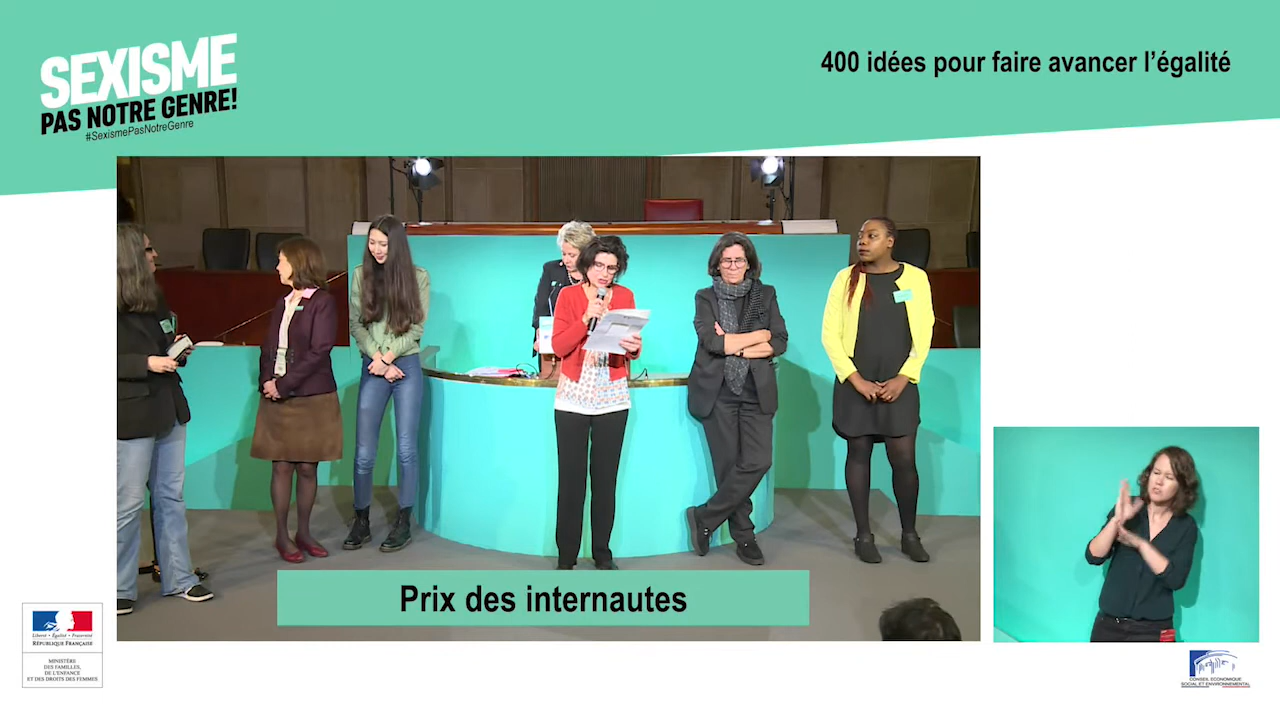 SEXISME
PAS NOTRE GENRE!
#SexismePasNotreGenre
400 idées pour faire avancer l’égalité
Prix des internautes
Liberté • Égalité • Fraternité
RÉPUBLIQUE FRANÇAISE
MINISTÈRE
DES FAMILLES,
DE L'ENFANCE
ET DES DROITS DES FEMMES
CONSEIL ECONOMIQUE
SOCIAL ET ENVIRONNEMENTAL